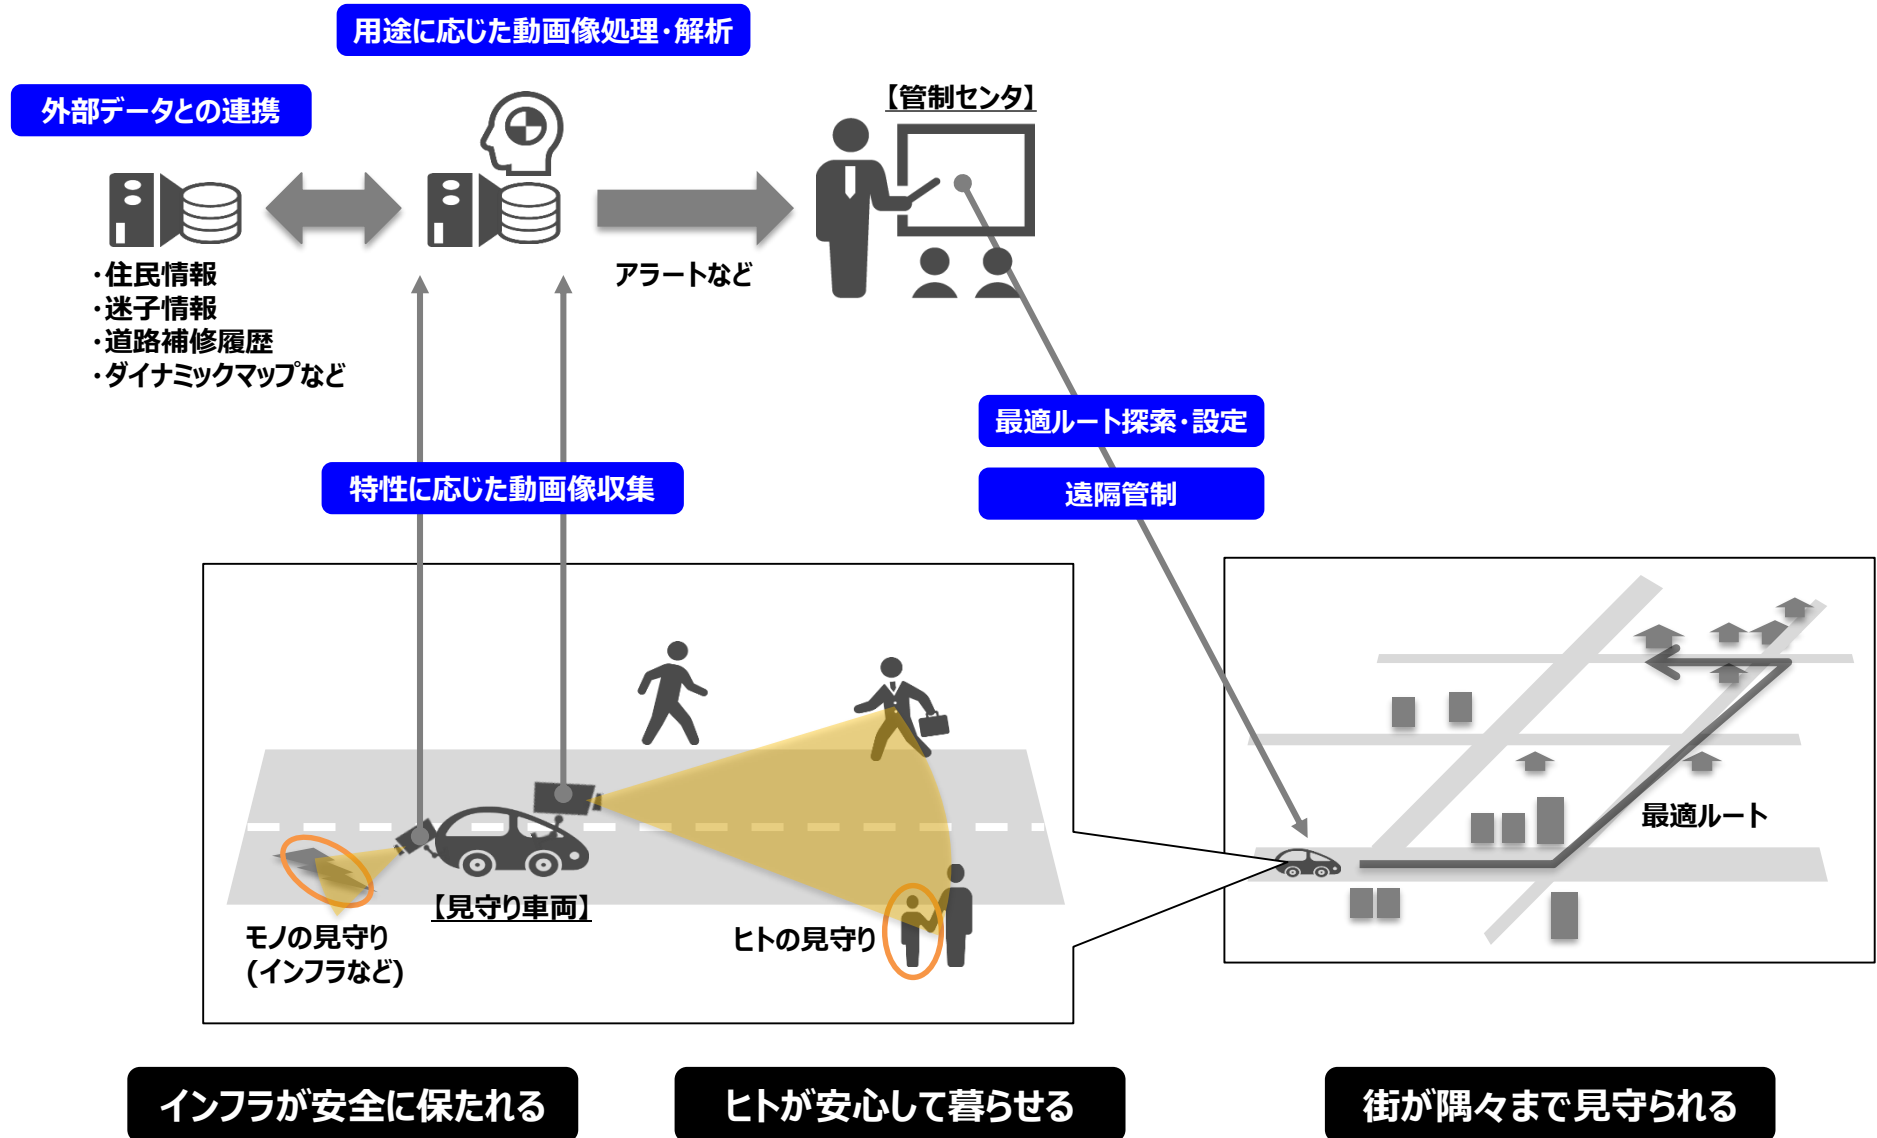 用途に応じた動画像処理・解析
外部データとの連携
【管制センタ】
・住民情報
・迷子情報
・道路補修履歴
・ダイナミックマップなど
アラートなど
最適ルート探索・設定
特性に応じた動画像収集
遠隔管制
最適ルート
【見守り車両】
モノの見守り
(インフラなど)
ヒトの見守り
インフラが安全に保たれる
ヒトが安心して暮らせる
街が隅々まで見守られる